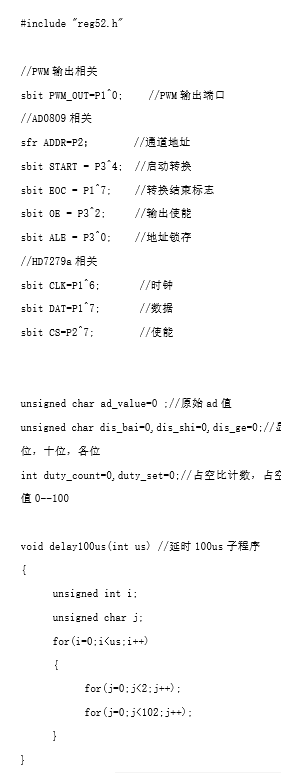 #include "reg52.h"
//PWM 输出相关
sbit PWM_OUT=P1^0;    //PWM 输出端口
//AD0809 相关
sfr ADDR=P2;      //通道地址
sbit START = P3^4;  //启动转换
sbit EOC = P1^7;    //转换结束标志
sbit OE = P3^2;     //输出使能
sbit ALE = P3^0;    //地址锁存
//HD7279a 相关
sbit CLK=P1^6;      //时钟
sbit DAT=P1^7;      //数据
sbit CS=P2^7;       //使能
unsigned char ad_value=0 ;//原始 ad 值
unsigned char dis_bai=0,dis_shi=0,dis_ge=0;//显
位，十位，各位
int duty_count=0,duty_set=0;//占空比计数，占空
值 0--100
void delay100us(int us) //延时 100us 子程序
{
unsigned int i;
unsigned char j;
for(i=0;i<us;i++)
{
for(j=0;j<2;j++);
for(j=0;j<102;j++);
}
}